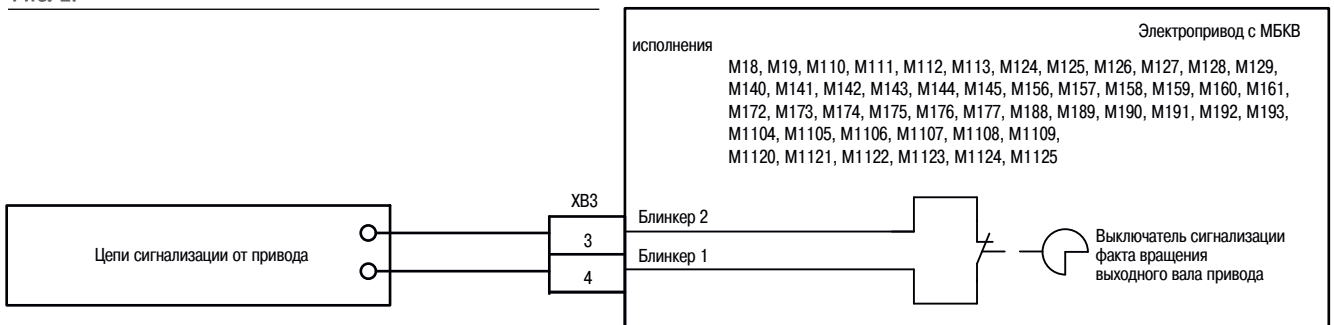 Электропривод с МБКВ
исполнения
М18, М19, М110, М111, М112, М113, М124, М125, М126, М127, М128, М129,
М140, М141, М142, М143, М144, М145, М156, М157, М158, М159, М160, М161,
М172, М173, М174, М175, М176, М177, М188, М189, М190, М191, М192, М193,
М1104, М1105, М1106, М1107, М1108, М1109,
М1120, М1121, М1122, М1123, М1124, М1125
ХВ3
Блинкер 2
3
Цепи сигнализации от привода
Блинкер 1
4
Выключатель сигнализации
факта вращения
выходного вала привода